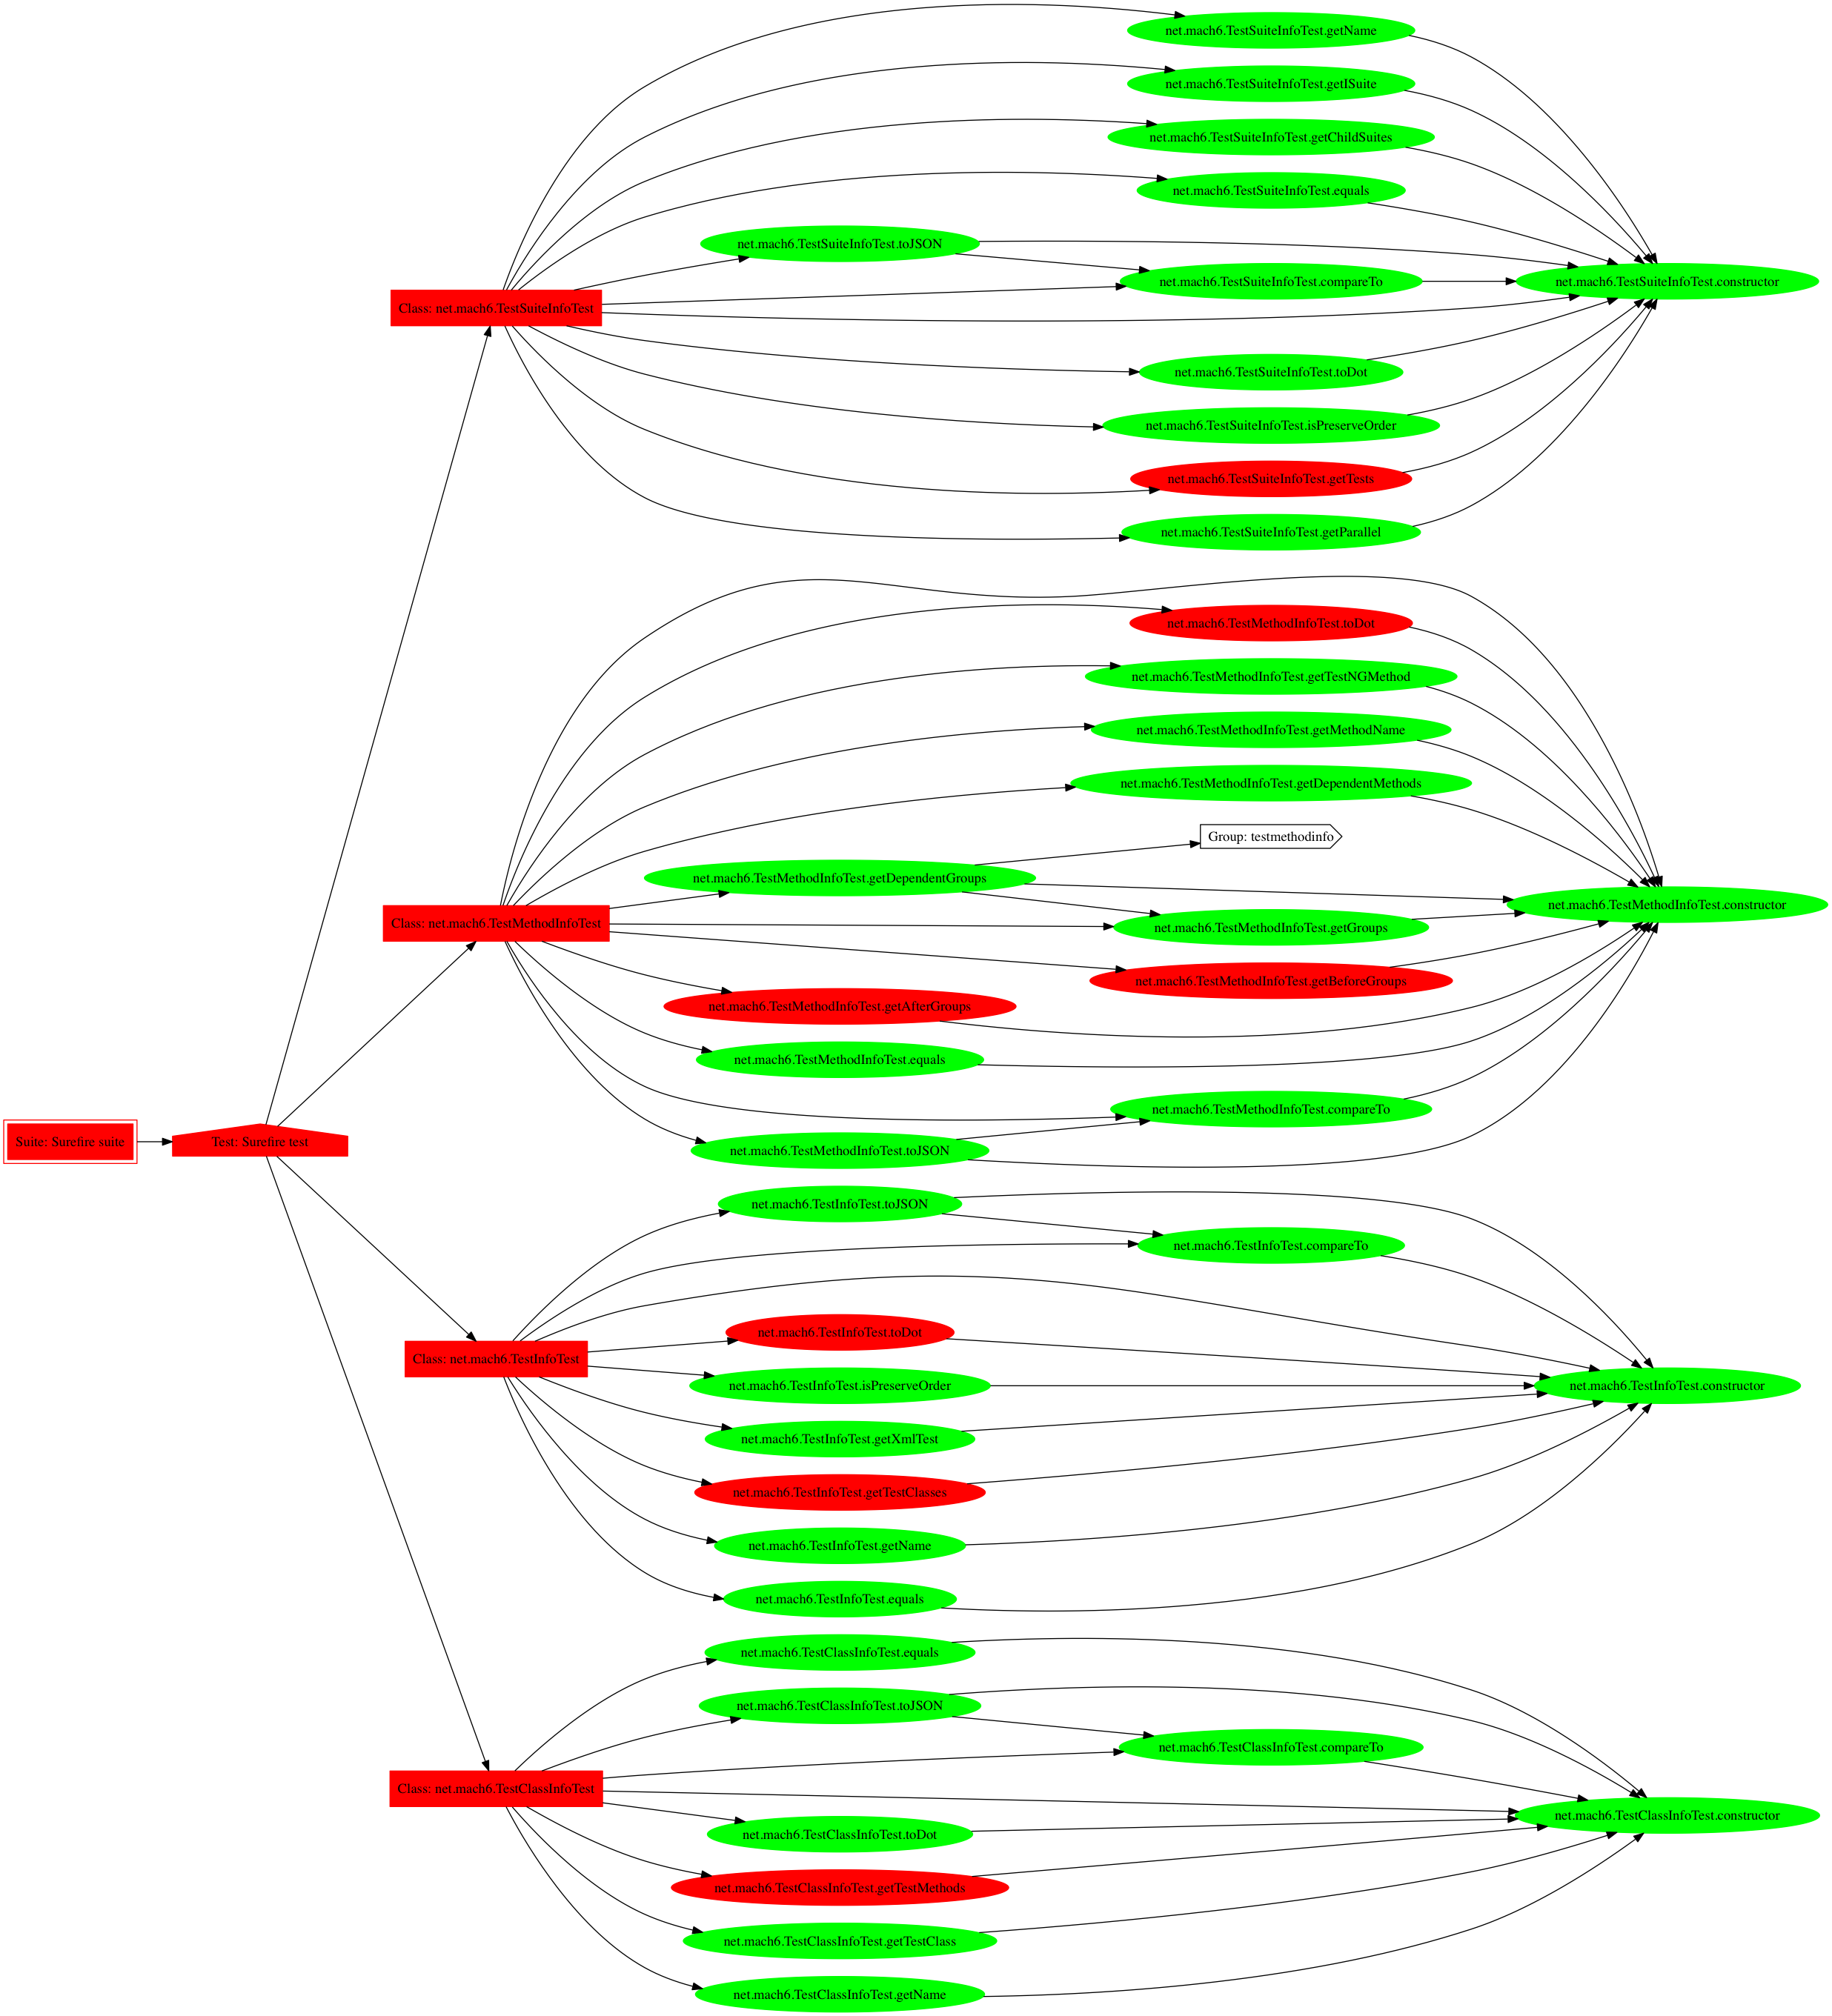 net.mach6.TestSuiteInfoTest.getName
net.mach6.TestSuiteInfoTest.getISuite
net.mach6.TestSuiteInfoTest.getChildSuites
net.mach6.TestSuiteInfoTest.equals
net.mach6.TestSuiteInfoTest.toJSON
net.mach6.TestSuiteInfoTest.compareTo
net.mach6.TestSuiteInfoTest.constructor
Class: net.mach6.TestSuiteInfoTest
net.mach6.TestSuiteInfoTest.toDot
net.mach6.TestSuiteInfoTest.isPreserveOrder
net.mach6.TestSuiteInfoTest.getTests
net.mach6.TestSuiteInfoTest.getParallel
net.mach6.TestMethodInfoTest.toDot
net.mach6.TestMethodInfoTest.getTestNGMethod
net.mach6.TestMethodInfoTest.getMethodName
net.mach6.TestMethodInfoTest.getDependentMethods
Group: testmethodinfo
net.mach6.TestMethodInfoTest.getDependentGroups
net.mach6.TestMethodInfoTest.constructor
Class: net.mach6.TestMethodInfoTest
net.mach6.TestMethodInfoTest.getGroups
net.mach6.TestMethodInfoTest.getBeforeGroups
net.mach6.TestMethodInfoTest.getAfterGroups
net.mach6.TestMethodInfoTest.equals
net.mach6.TestMethodInfoTest.compareTo
Suite: Surefire suite
Test: Surefire test
net.mach6.TestMethodInfoTest.toJSON
net.mach6.TestInfoTest.toJSON
net.mach6.TestInfoTest.compareTo
net.mach6.TestInfoTest.toDot
Class: net.mach6.TestInfoTest
net.mach6.TestInfoTest.isPreserveOrder
net.mach6.TestInfoTest.constructor
net.mach6.TestInfoTest.getXmlTest
net.mach6.TestInfoTest.getTestClasses
net.mach6.TestInfoTest.getName
net.mach6.TestInfoTest.equals
net.mach6.TestClassInfoTest.equals
net.mach6.TestClassInfoTest.toJSON
net.mach6.TestClassInfoTest.compareTo
Class: net.mach6.TestClassInfoTest
net.mach6.TestClassInfoTest.constructor
net.mach6.TestClassInfoTest.toDot
net.mach6.TestClassInfoTest.getTestMethods
net.mach6.TestClassInfoTest.getTestClass
net.mach6.TestClassInfoTest.getName